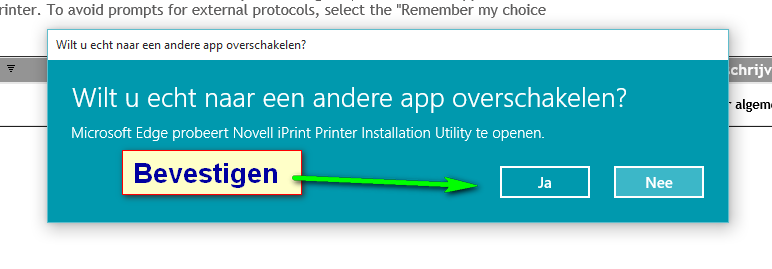 rinter. To avoid prompts for external protocols, select the "Remember my choice
Wilt u echt naar een andere app overschakelen?
Wilt u echt naar een andere app overschakelen?
Microsoft Edge probeert Novell iPrint Printer Installation Utility te openen.
Bevestigen
Ja
Nee
schrijv
r algeme